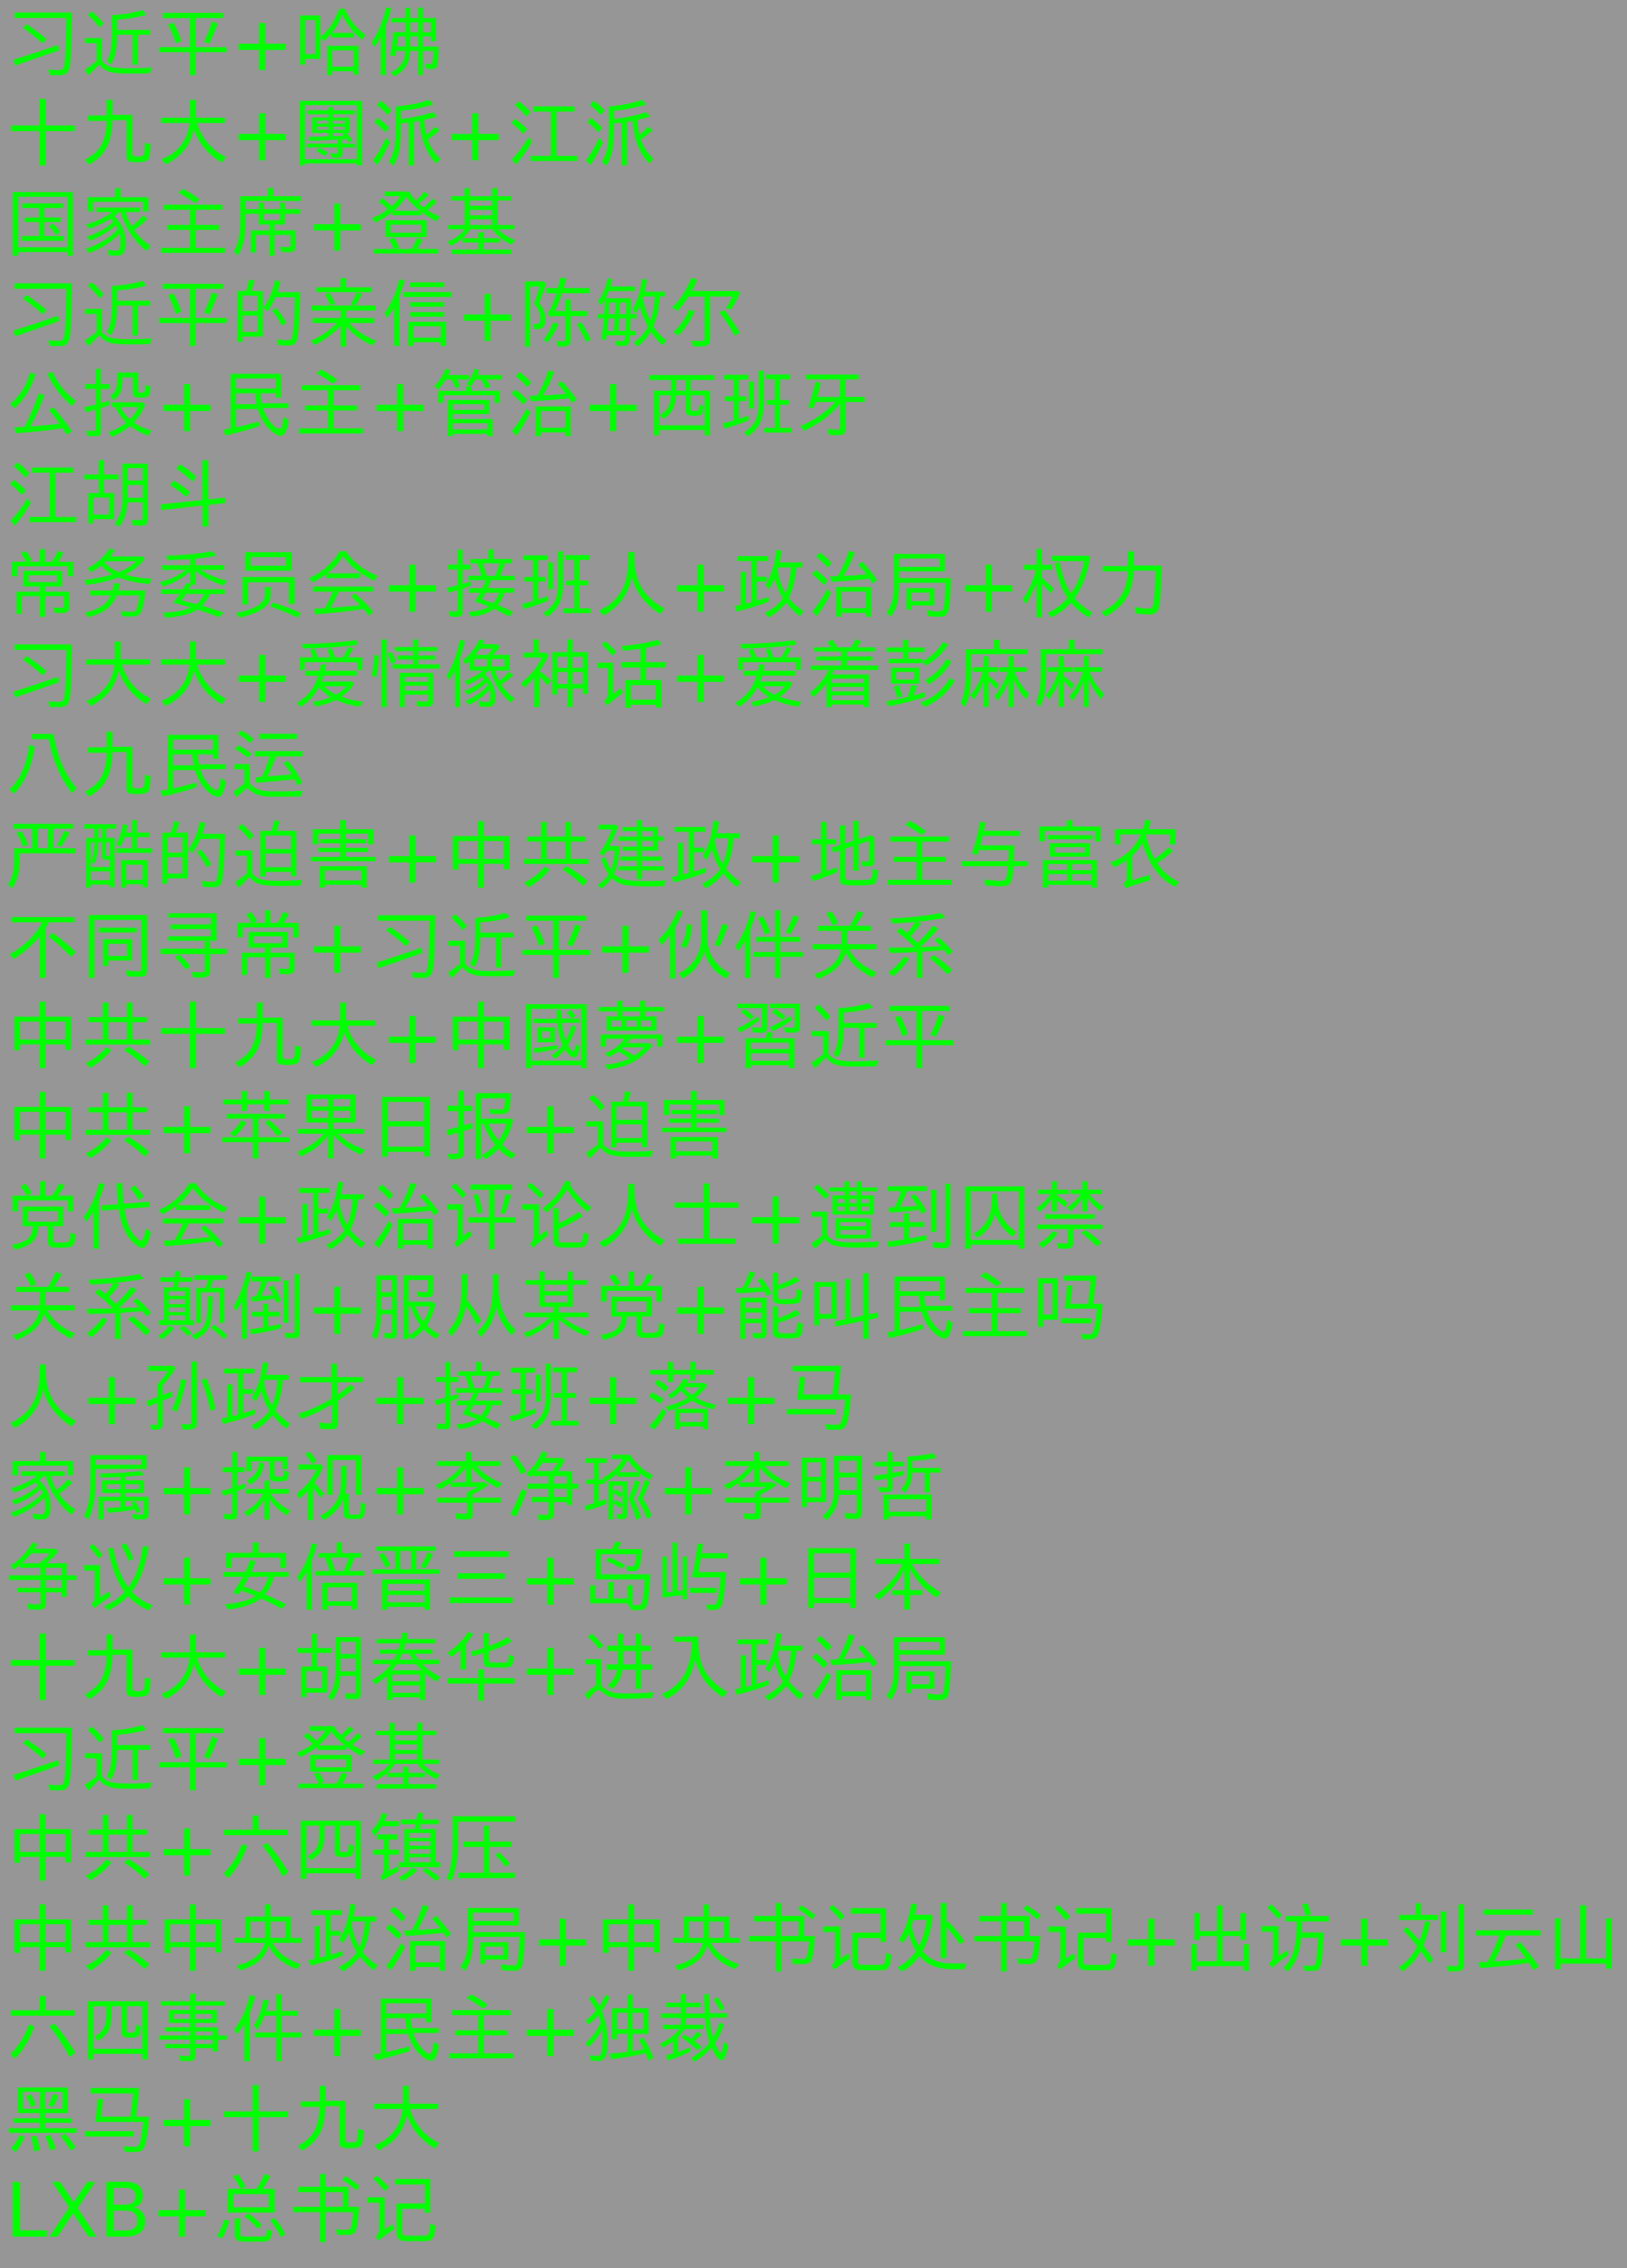 习近平+哈佛
十九大+團派+江派
国家主席+登基
习近平的亲信+陈敏尔
公投+民主+管治+西班牙
江胡斗
常务委员会+接班人+政治局+权力
习大大+爱情像神话+爱着彭麻麻
八九民运
严酷的迫害+中共建政+地主与富农
不同寻常+习近平+伙伴关系
中共十九大+中國夢+習近平
中共+苹果日报+迫害
党代会+政治评论人士+遭到囚禁
关系颠倒+服从某党+能叫民主吗
人+孙政才+接班+落+马
家属+探视+李净瑜+李明哲
争议+安倍晋三+岛屿+日本
十九大+胡春华+进入政治局
习近平+登基
中共+六四镇压
中共中央政治局+中央书记处书记+出访+刘云山
六四事件+民主+独裁
黑马+十九大
LXB+总书记